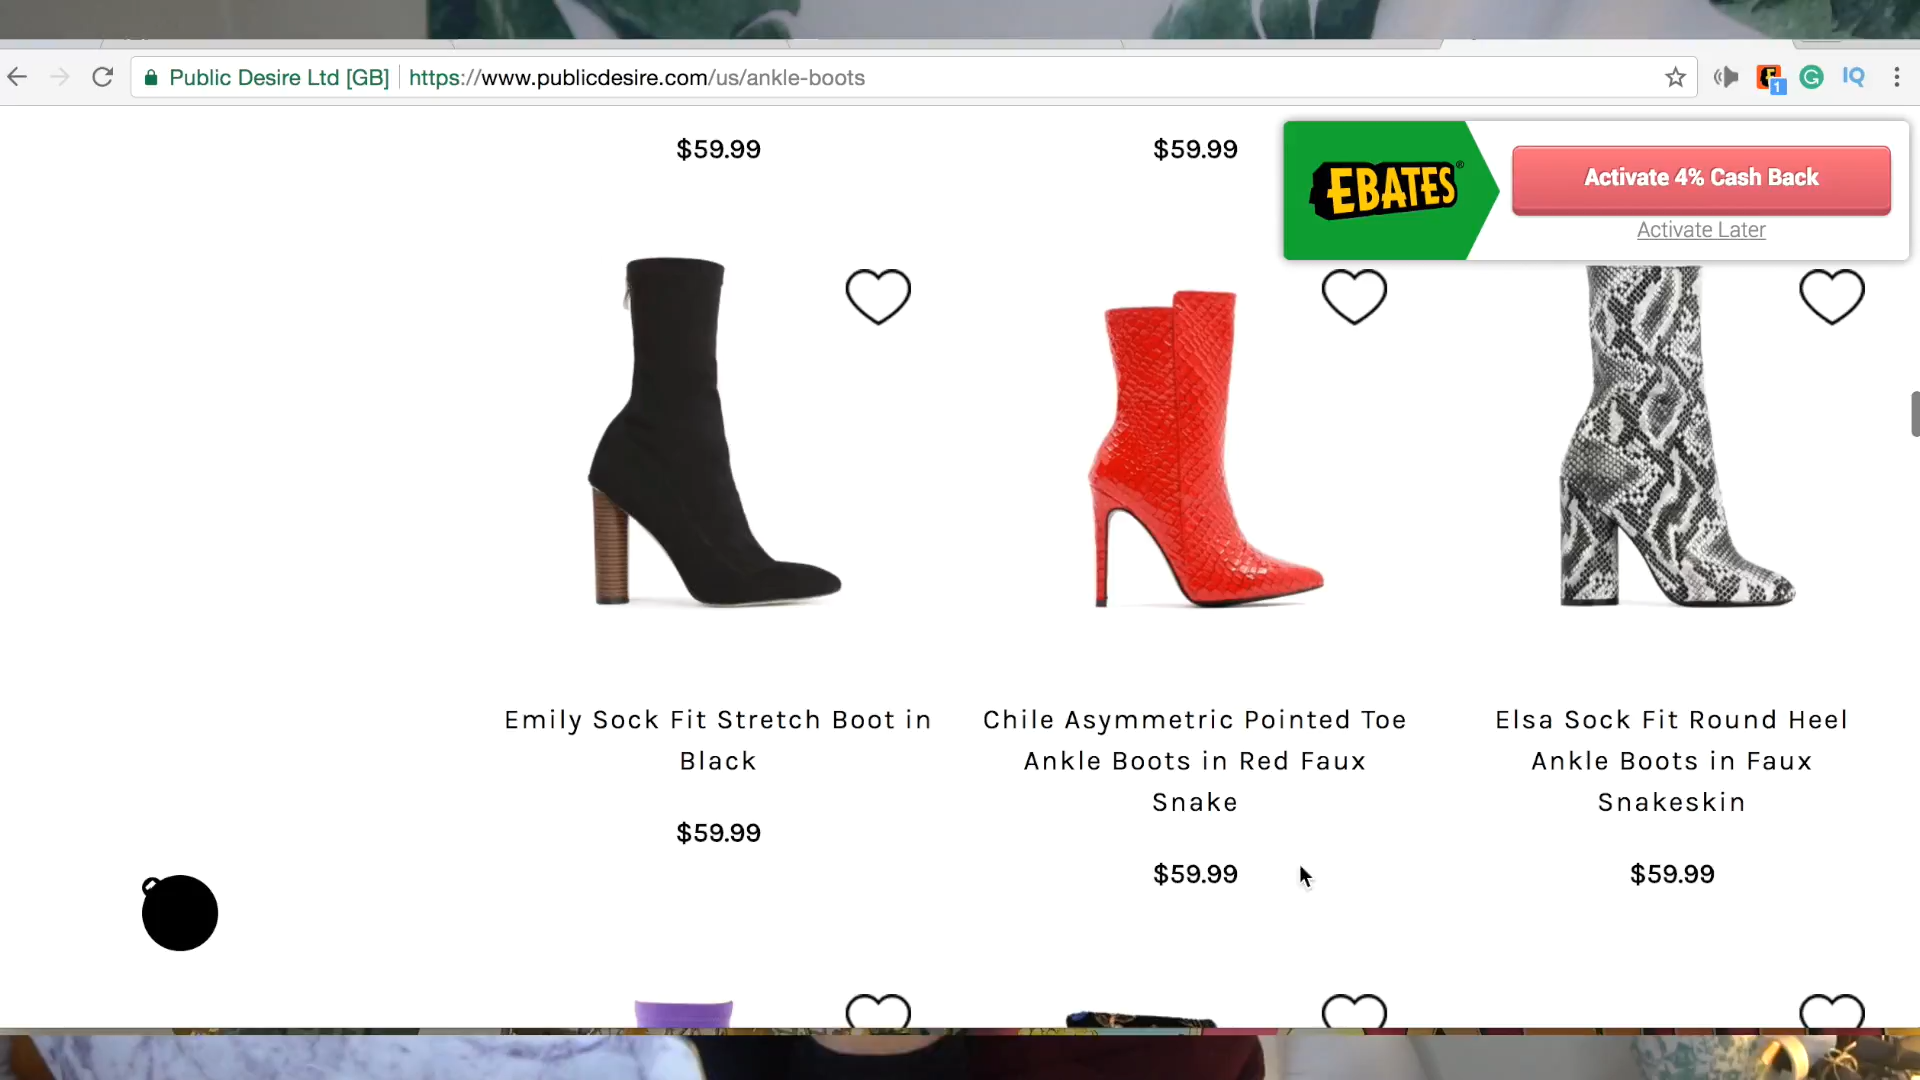 Public Desire Ltd [GB]
https://www.publicdesire.com/us/ankle-boots
1
G
IQ
$59.99
$59.99
EBATES®
Activate 4% Cash Back
Activate Later
Emily Sock Fit Stretch Boot in
Black
$59.99
Chile Asymmetric Pointed Toe
Ankle Boots in Red Faux
Snake
$59.99
Elsa Sock Fit Round Heel
Ankle Boots in Faux
Snakeskin
$59.99